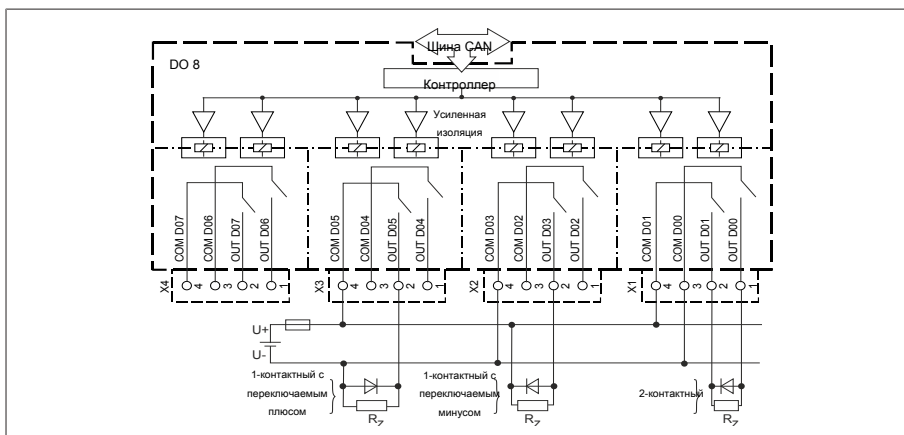 Шина CAN
DO 8
Контроллер
Усиленная
изоляция
COM D07
COM D06
OUT D07
OUT D06
COM D05
COM D04
OUT D05
OUT D04
COM D03
COM D02
OUT D03
OUT D02
COM D01
COM D00
OUT D01
OUT D00
X4
4
3
2
1
X3
4
3
2
1
X2
4
3
2
1
X1
4
3
2
1
U+
U-
1-контактный с
переключаемым
плюсом
RZ
1-контактный с
переключаемым
минусом
RZ
2-контактный
RZ